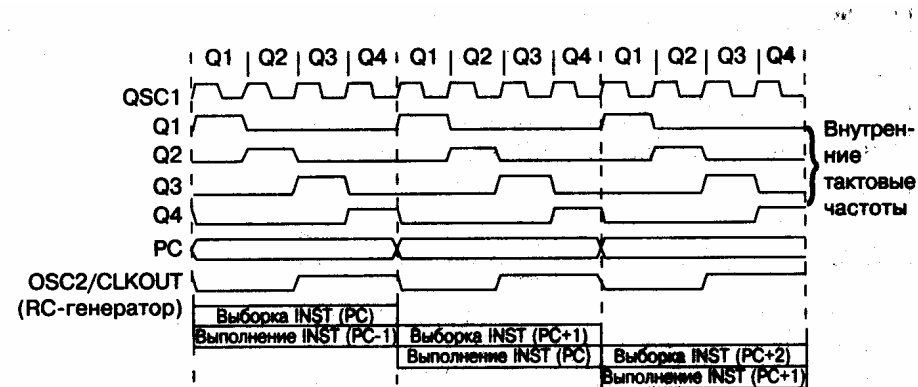 Q1 | Q2 | Q3 | Q4 | Q1 | Q2 | Q3 | Q4 | Q1 | Q2 | Q3 | Q4
QSC1
Q1
Q2
Q3
Q4
PC
OSC2/CLKOUT
(RC-генератор)
Внутрен-
ние
тактовые
частоты
Выборка INST (PC)
Выполнение INST (PC-1) Выборка INST (PC+1)
Выполнение INST (PC) Выборка INST (PC+2)
Выполнение INST (PC+1)